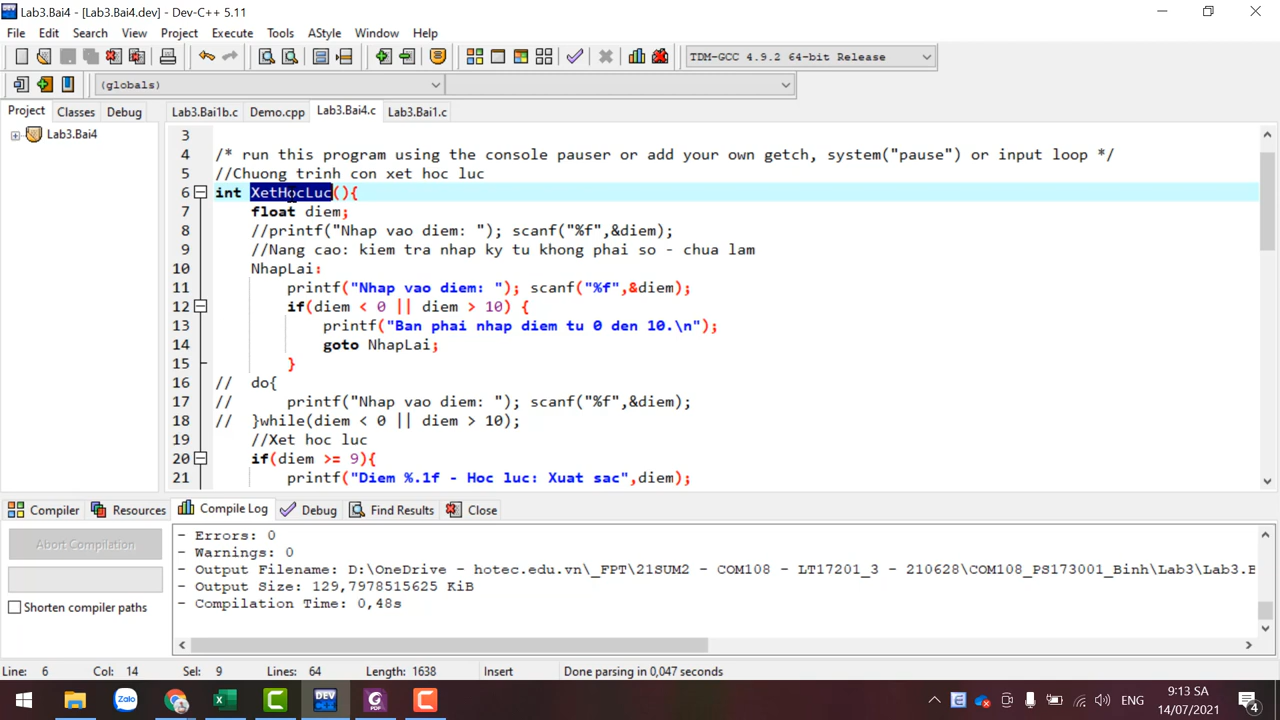 Lab3.Bai4 - [Lab3.Bai4.dev] - Dev-C++ 5.11
File Edit Search View Project Execute Tools AStyle Window Help
TDM-GCC 4.9.2 64-bit Release
(globals)
Project Classes Debug
Lab3.Bai1b.c Demo.cpp Lab3.Bai4.c Lab3.Bai1.c
Lab3.Bai4
3
4 /* run this program using the console pauser or add your own getch, system("pause") or input loop */
5 //Chuong trinh con xet hoc luc
6 int XetHocLuc(){
7 float diem;
8 //printf("Nhap vao diem: "); scanf("%f",&diem);
9 //Nang cao: kiem tra nhap ky tu khong phai so - chua lam
10 NhapLai:
11 printf("Nhap vao diem: "); scanf("%f",&diem);
12 if(diem < 0 || diem > 10) {
13 printf("Ban phai nhap diem tu 0 den 10.\n");
14 goto NhapLai;
15 }
16 // do{
17 // printf("Nhap vao diem: "); scanf("%f",&diem);
18 // }while(diem < 0 || diem > 10);
19 //Xet hoc luc
20 if(diem >= 9){
21 printf("Diem %.1f - Hoc luc: Xuat sac",diem);
Compiler Resources Compile Log Debug Find Results Close
Abort Compilation
Shorten compiler paths
- Errors: 0
- Warnings: 0
- Output Filename: D:\OneDrive - hotec.edu.vn\_FPT\21SUM2 - COM108 - LT17201_3 - 210628\COM108_PS173001_Binh\Lab3\Lab3.B
- Output Size: 129,7978515625 KiB
- Compilation Time: 0,48s
Line: 6 Col: 14 Sel: 9 Lines: 64 Length: 1638 Insert Done parsing in 0,047 seconds
Zalo
DEV
PDF
ENG
9:13 SA
14/07/2021
4